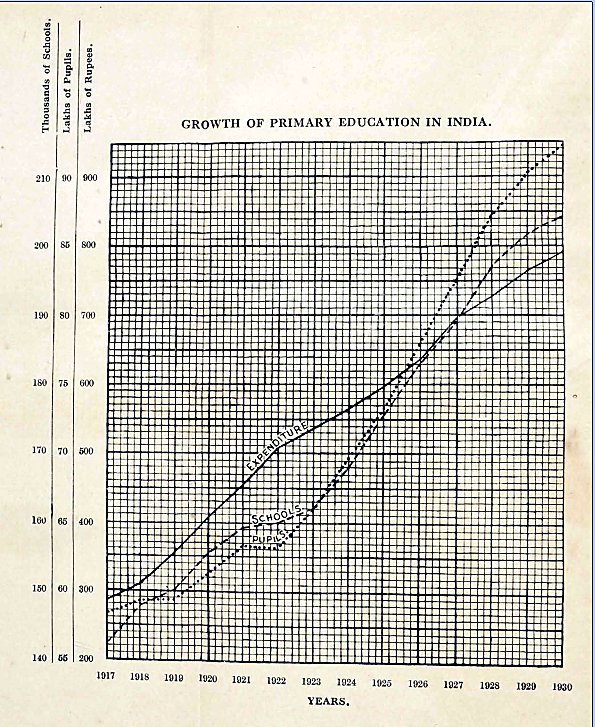 Thousands of Schools.
Lakhs of Pupils.
Lakhs of Rupees.
GROWTH OF PRIMARY EDUCATION IN INDIA.
210 90 900
200 85 800
190 80 700
180 75 600
170 70 500
EXPENDITURE
160 65 400
SCHOOLS
PUPILS
150 60 300
140 55 200
1917 1918 1919 1920 1921 1922 1923 1924 1925 1926 1927 1928 1929 1930
YEARS.